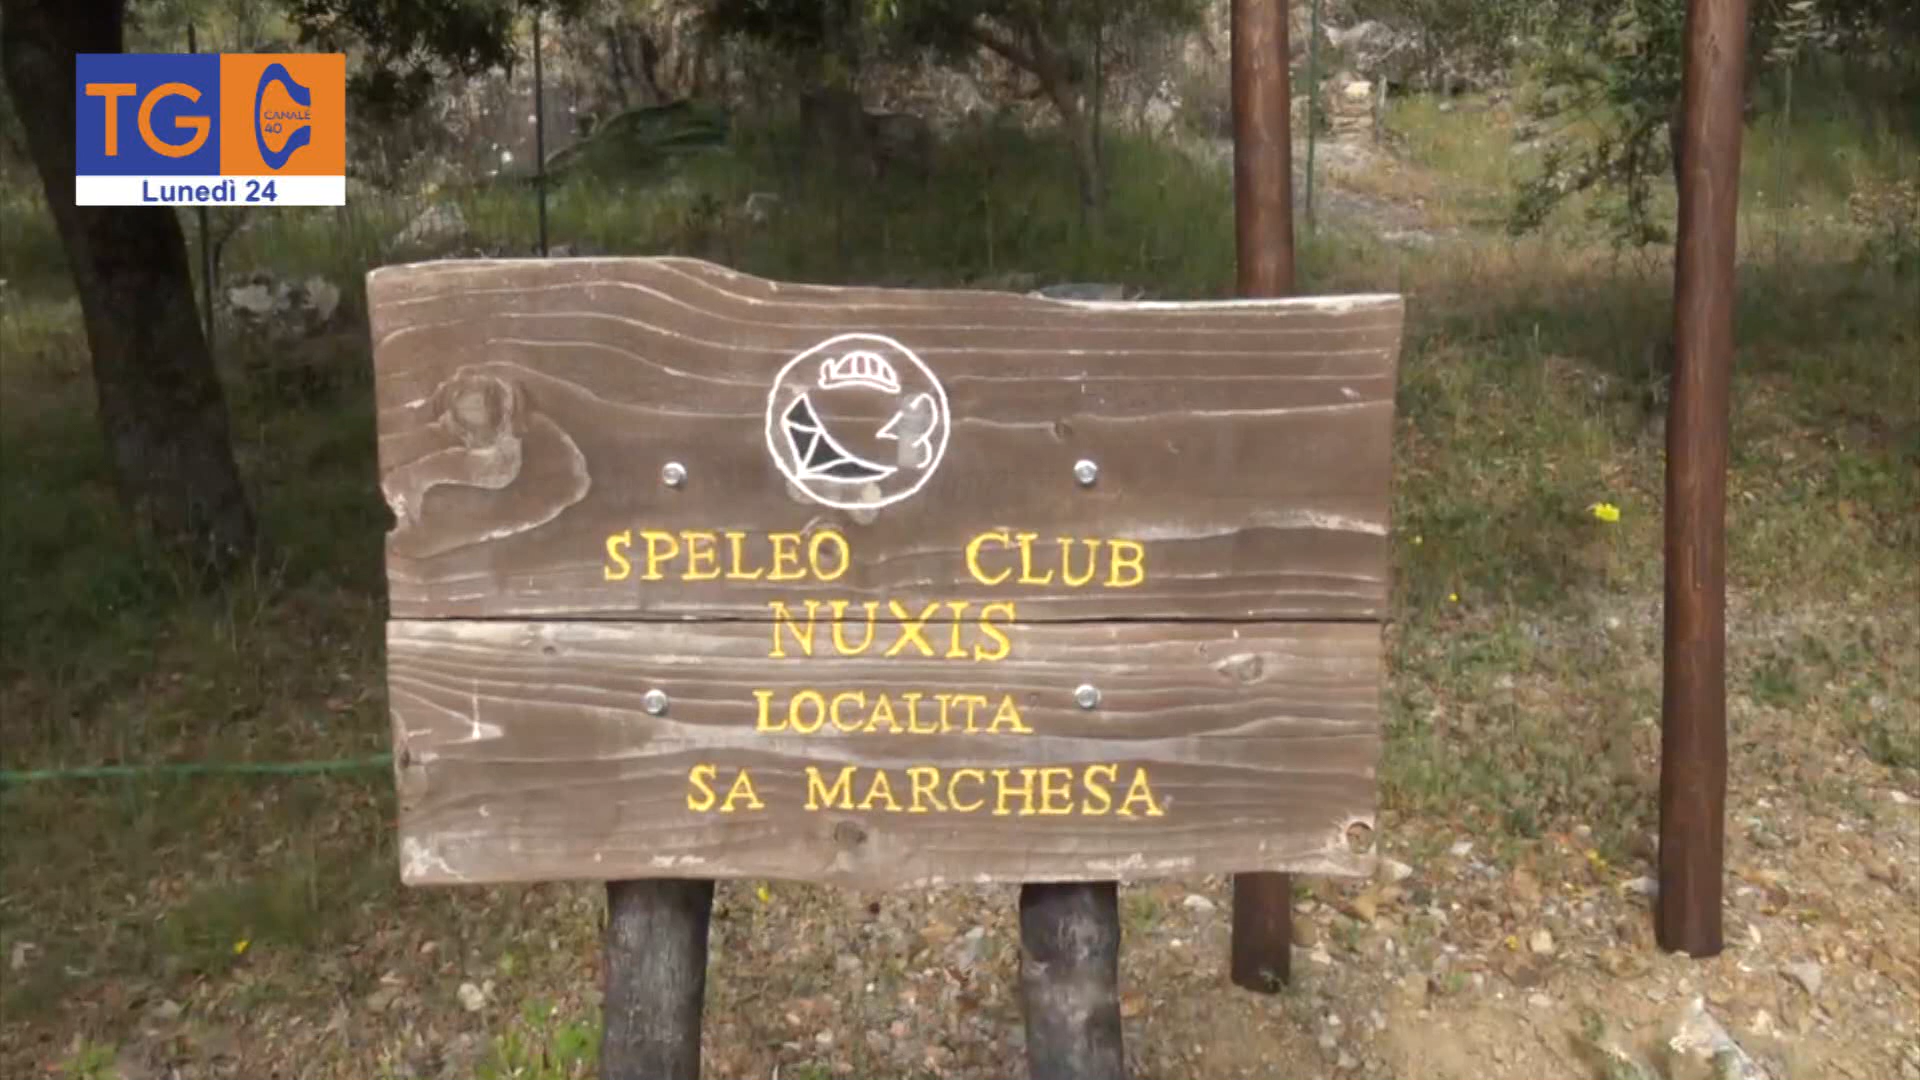 TG
CANALE
40
Lunedì 24
SPELEO CLUB
NUXIS
LOCALITA
SA MARCHESA